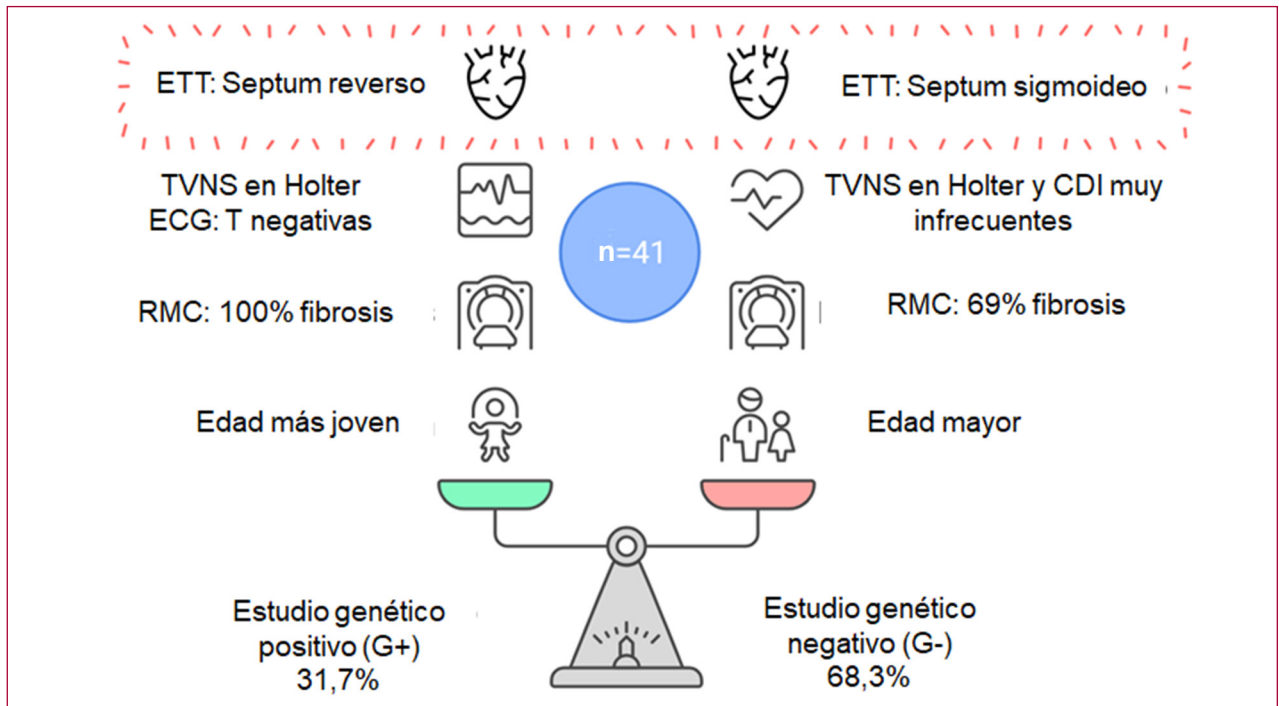 ETT: Septum reverso
ETT: Septum sigmoideo
TVNS en Holter
ECG: T negativas
TVNS en Holter y CDI muy
infrecuentes
n=41
RMC: 100% fibrosis
RMC: 69% fibrosis
Edad más joven
Edad mayor
Estudio genético
positivo (G+)
31,7%
Estudio genético
negativo (G-)
68,3%